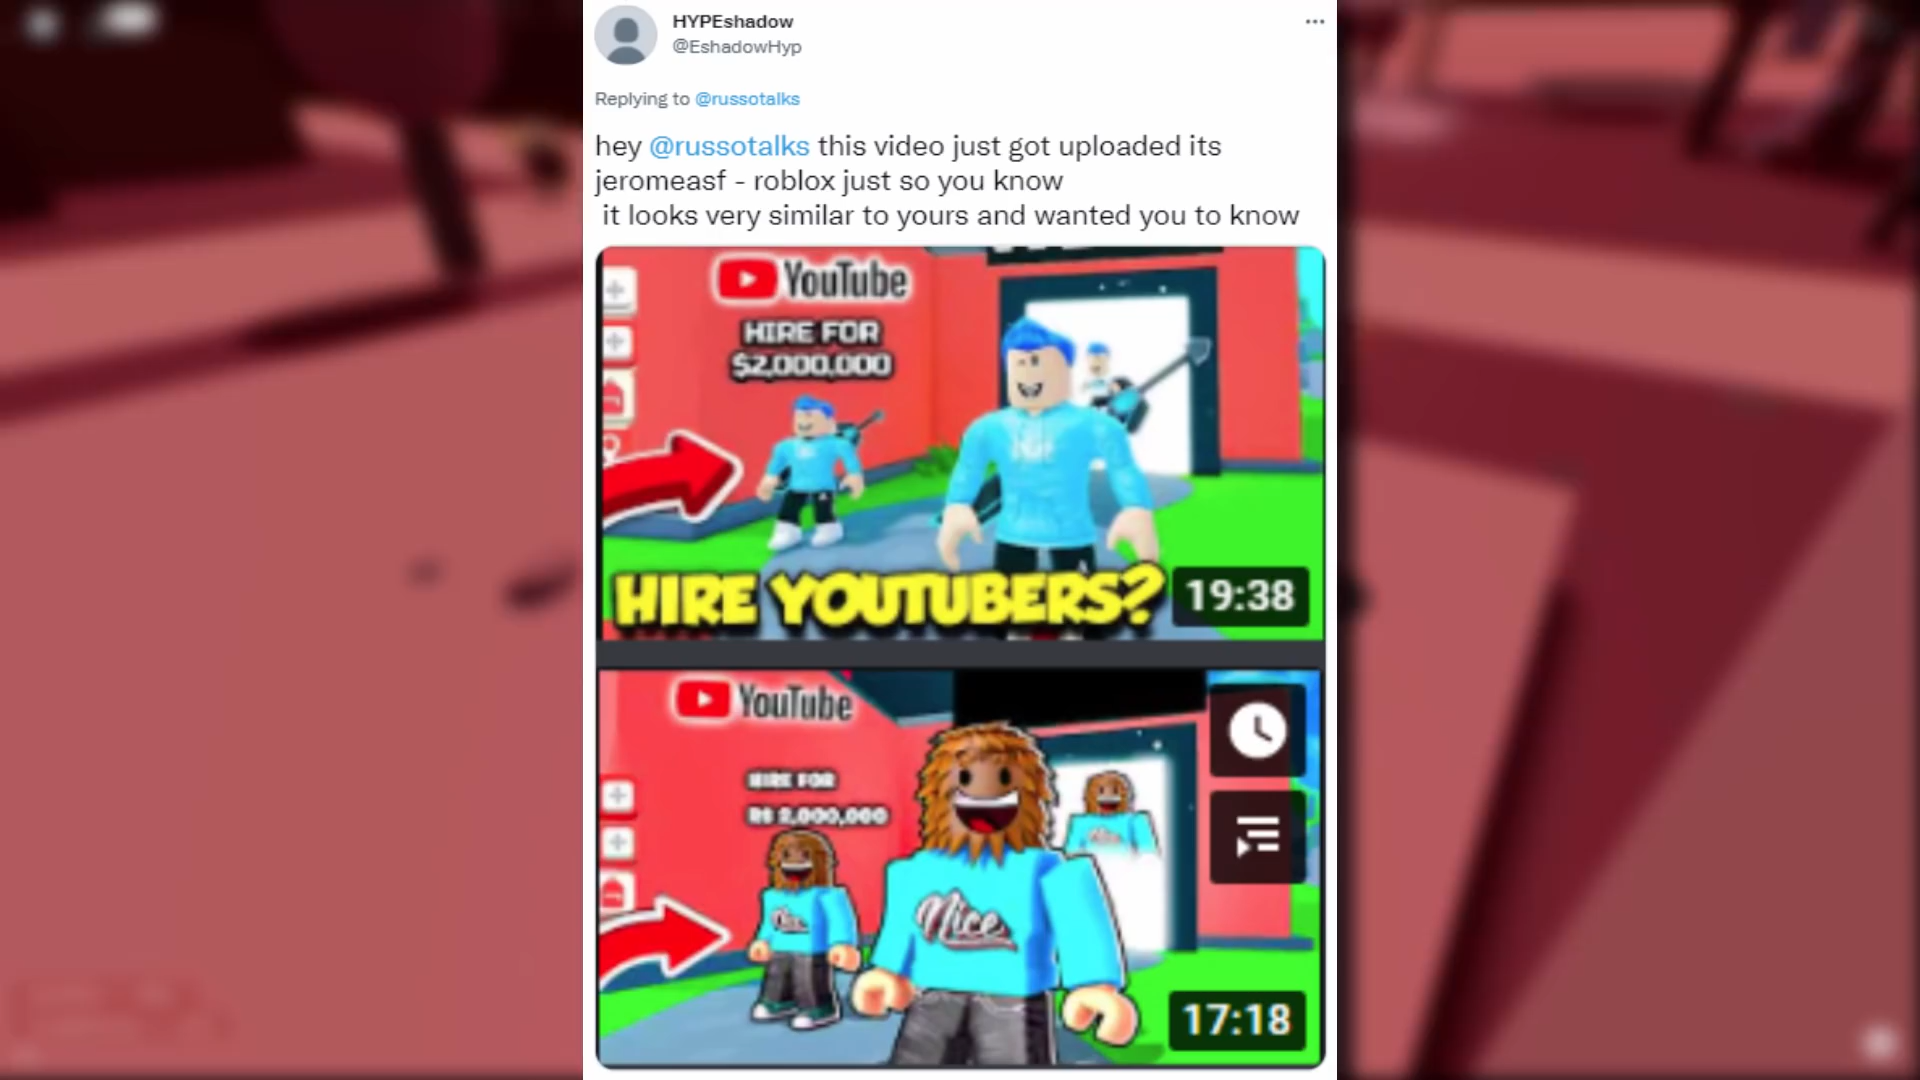 HYPEshadow
@EshadowHyp
Replying to @russotalks
hey @russotalks this video just got uploaded its
jeromeasf - roblox just so you know
it looks very similar to yours and wanted you to know
YouTube
HIRE FOR
$2,000,000
HIRE YOUTUBERS?
19:38
YouTube
HIRE FOR
R$ 2,000,000
Nice
Nice
17:18